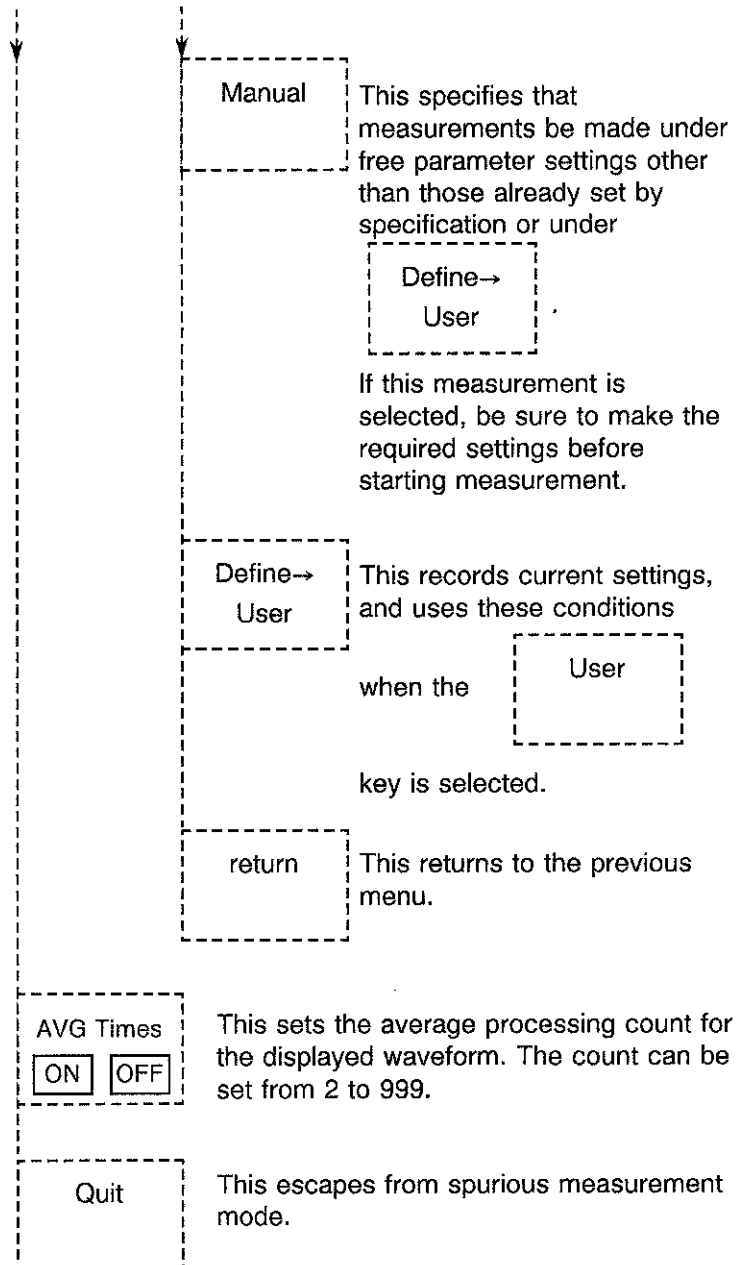 Manual
This specifies that
measurements be made under
free parameter settings other
than those already set by
specification or under
Define→
User
.
If this measurement is
selected, be sure to make the
required settings before
starting measurement.
Define→
User
This records current settings,
and uses these conditions
when the
User
key is selected.
return
This returns to the previous
menu.
AVG Times
ON OFF
This sets the average processing count for
the displayed waveform. The count can be
set from 2 to 999.
Quit
This escapes from spurious measurement
mode.